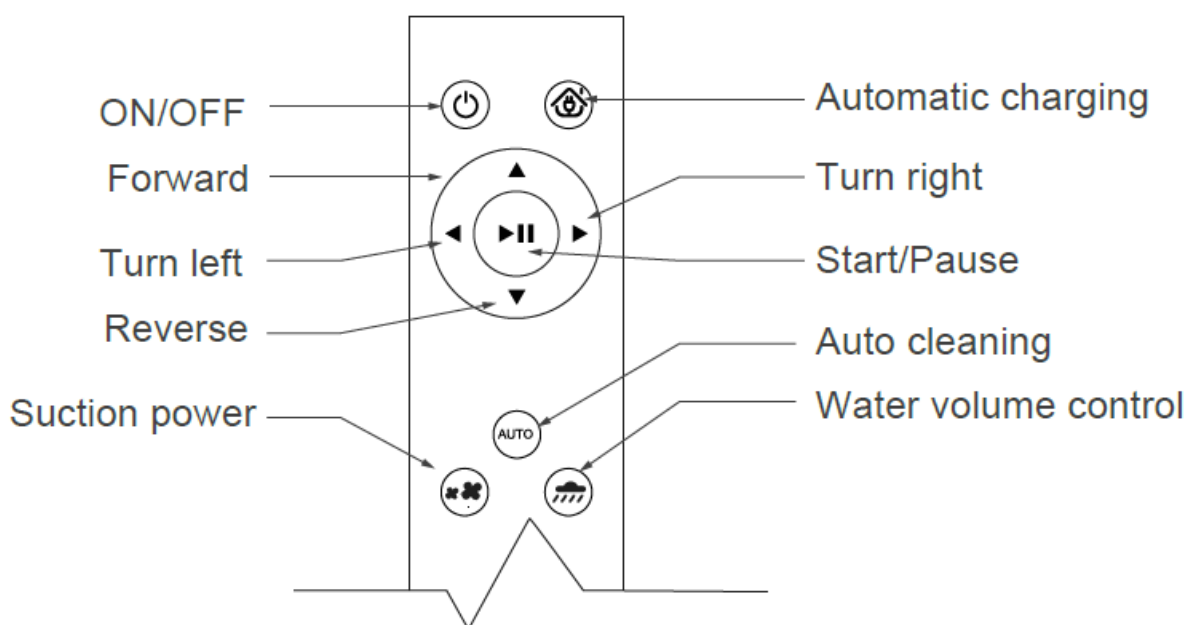 ON/OFF
Automatic charging
Forward
Turn right
Turn left
Start/Pause
Reverse
Auto cleaning
Suction power
Water volume control
AUTO